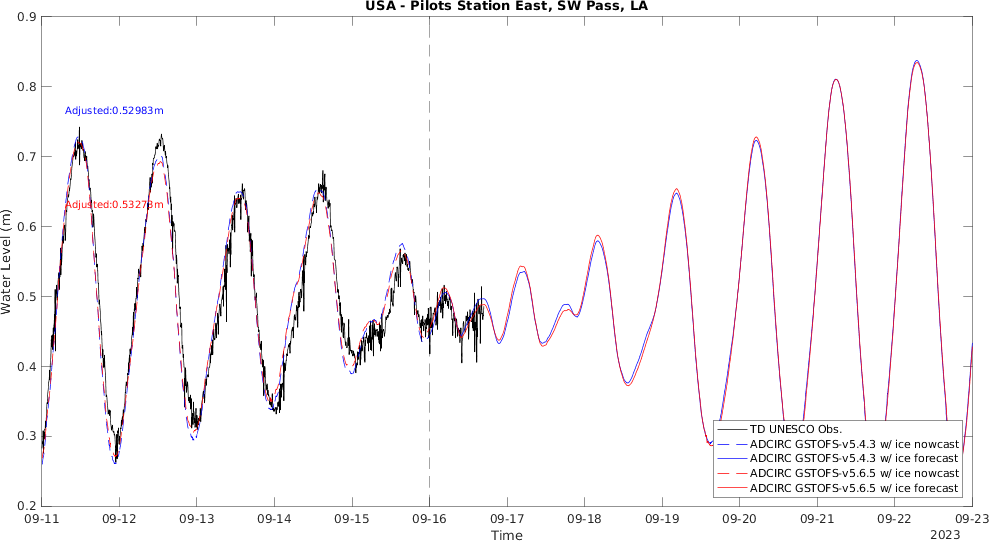 USA - Pilots Station East, SW Pass, LA
0.9
0.8
0.7
0.6
0.5
0.4
0.3
0.2
Water Level (m)
Adjusted:0.52983m
Adjusted:0.53273m
TD UNESCO Obs.
ADCIRC GSTOFS-v5.4.3 w/ ice nowcast
ADCIRC GSTOFS-v5.4.3 w/ ice forecast
ADCIRC GSTOFS-v5.6.5 w/ ice nowcast
ADCIRC GSTOFS-v5.6.5 w/ ice forecast
09-11 09-12 09-13 09-14 09-15 09-16 09-17 09-18 09-19 09-20 09-21 09-22 09-23
Time
2023